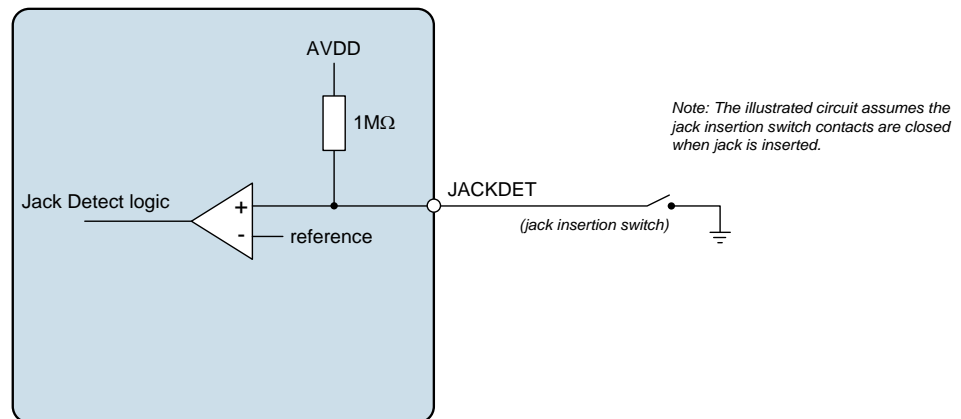 AVDD
1MΩ
Note: The illustrated circuit assumes the
jack insertion switch contacts are closed
when jack is inserted.
JACKDET
Jack Detect logic
+
(jack insertion switch)
-
reference